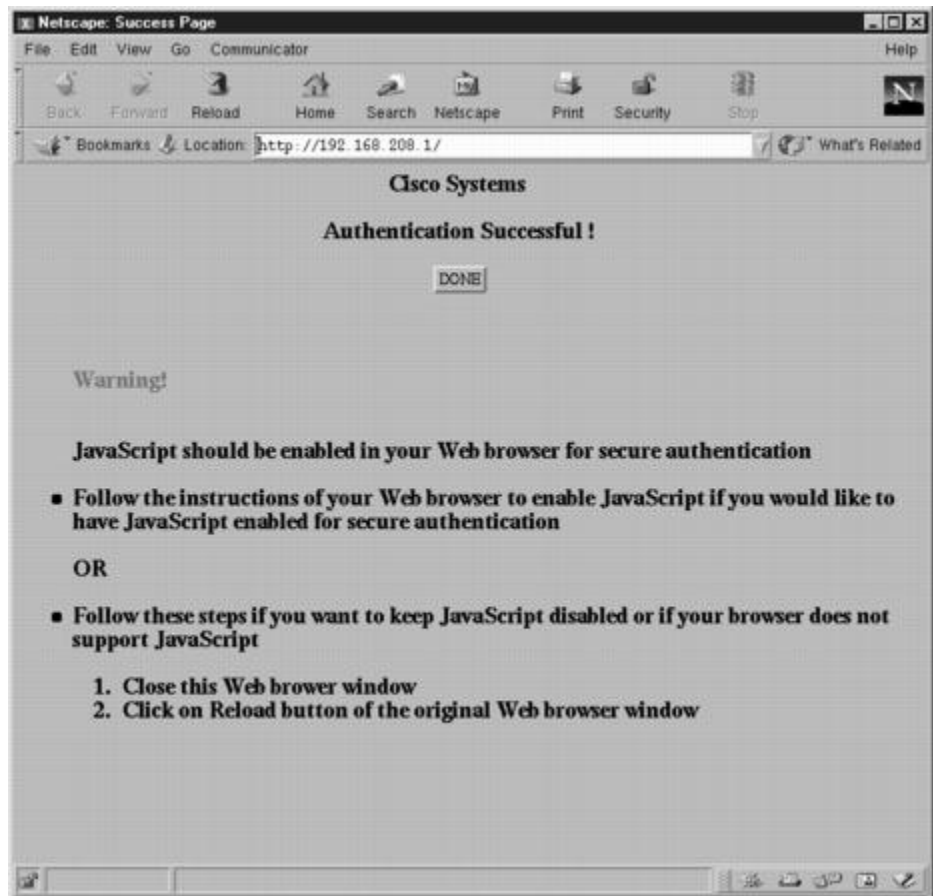 Netscape: Success Page
File Edit View Go Communicator Help
Back Forward Reload Home Search Netscape Print Security Stop
Bookmarks Location: http://192.168.208.1/ What's Related
Cisco Systems
Authentication Successful !
DONE
Warning!
JavaScript should be enabled in your Web browser for secure authentication
Follow the instructions of your Web browser to enable JavaScript if you would like to
have JavaScript enabled for secure authentication
OR
Follow these steps if you want to keep JavaScript disabled or if your browser does not
support JavaScript
1. Close this Web brower window
2. Click on Reload button of the original Web browser window